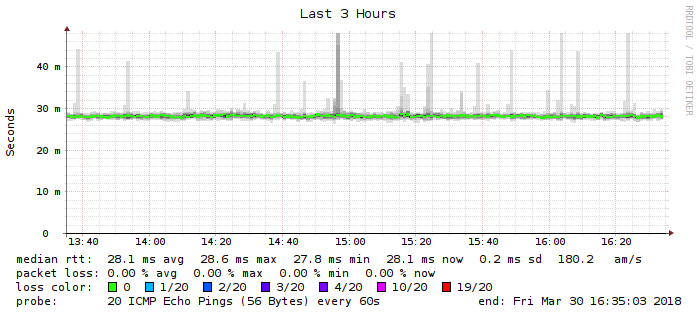 Last 3 Hours
RRDTOOL / TOBI OETIKER
Seconds
40 m
30 m
20 m
10 m
0
13:40 14:00 14:20 14:40 15:00 15:20 15:40 16:00 16:20
median rtt: 28.1 ms avg 28.6 ms max 27.8 ms min 28.1 ms now 0.2 ms sd 180.2 am/s
packet loss: 0.00 % avg 0.00 % max 0.00 % min 0.00 % now
loss color: 0 1/20 2/20 3/20 4/20 10/20 19/20
probe: 20 ICMP Echo Pings (56 Bytes) every 60s end: Fri Mar 30 16:35:03 2018